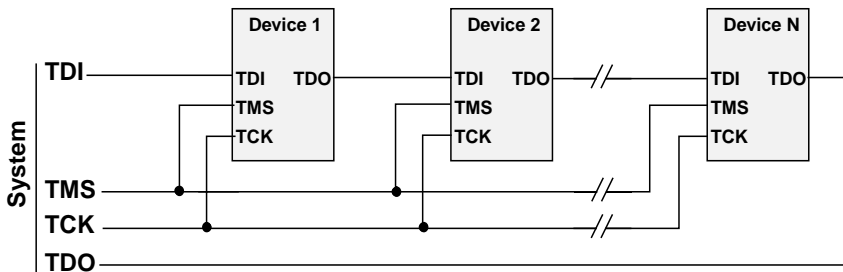 Device 1
Device 2
Device N
TDI
TDI TDO
TDI TDO
TDI TDO
TMS
TMS
TMS
TCK
TCK
TCK
System
TMS
TCK
TDO